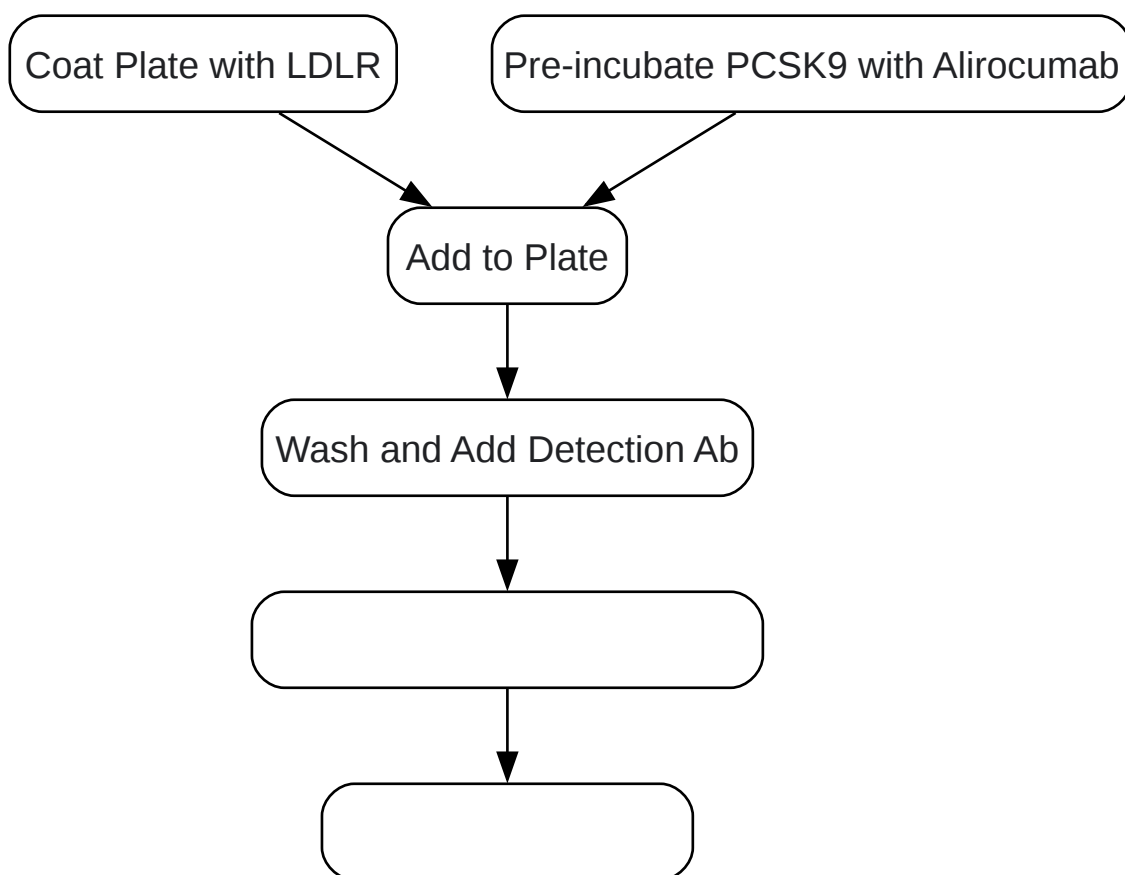 Coat Plate with LDLR
Pre-incubate PCSK9 with Alirocumab
Add to Plate
Wash and Add Detection Ab